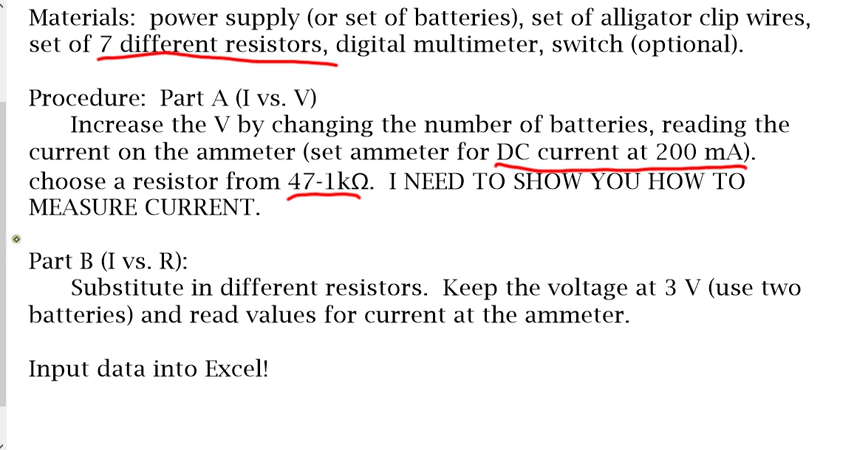 Materials:  power supply (or set of batteries), set of alligator clip wires,
set of 7 different resistors, digital multimeter, switch (optional).
Procedure:  Part A (I vs. V)
Increase the V by changing the number of batteries, reading the
current on the ammeter (set ammeter for DC current at 200 mA).
choose a resistor from 47-1kΩ.  I NEED TO SHOW YOU HOW TO
MEASURE CURRENT.
Part B (I vs. R):
Substitute in different resistors.  Keep the voltage at 3 V (use two
batteries) and read values for current at the ammeter.
Input data into Excel!